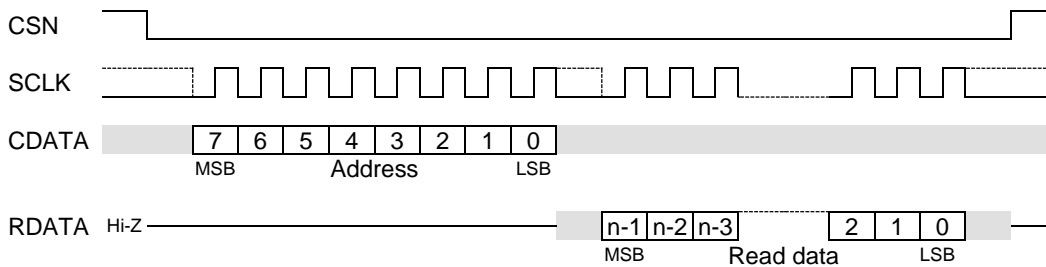 CSN
SCLK
CDATA 7 6 5 4 3 2 1 0
MSB Address LSB
RDATA Hi-Z n-1 n-2 n-3 2 1 0
MSB Read data LSB